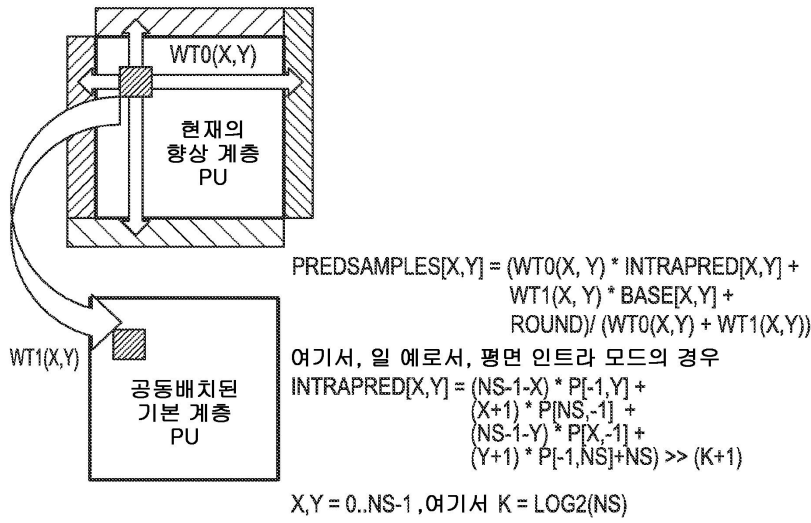 WT0(X,Y)
현재의
향상 계층
PU
PREDSAMPLES[X,Y] = (WT0(X, Y) * INTRAPRED[X,Y] +
WT1(X, Y) * BASE[X,Y] +
ROUND)/ (WT0(X,Y) + WT1(X,Y))
WT1(X,Y)
공동배치된
기본 계층
PU
여기서, 일 예로서, 평면 인트라 모드의 경우
INTRAPRED[X,Y] = (NS-1-X) * P[-1,Y] +
(X+1) * P[NS,-1] +
(NS-1-Y) * P[X,-1] +
(Y+1) * P[-1,NS]+NS) >> (K+1)
X,Y = 0..NS-1 ,여기서 K = LOG2(NS)